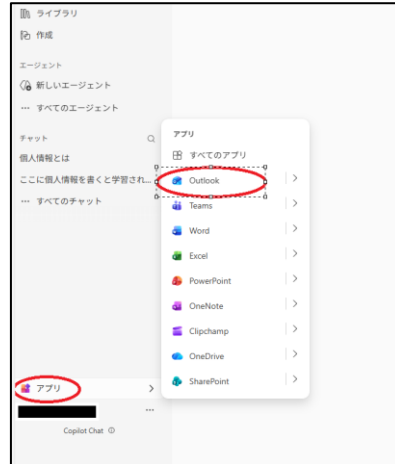 ライブラリ
作成
エージェント
新しいエージェント
… すべてのエージェント
チャット
個人情報とは
ここに個人情報を書くと学習され...
… すべてのチャット
アプリ
すべてのアプリ
Outlook
Teams
Word
Excel
PowerPoint
OneNote
Clipchamp
OneDrive
SharePoint
アプリ
Copilot Chat